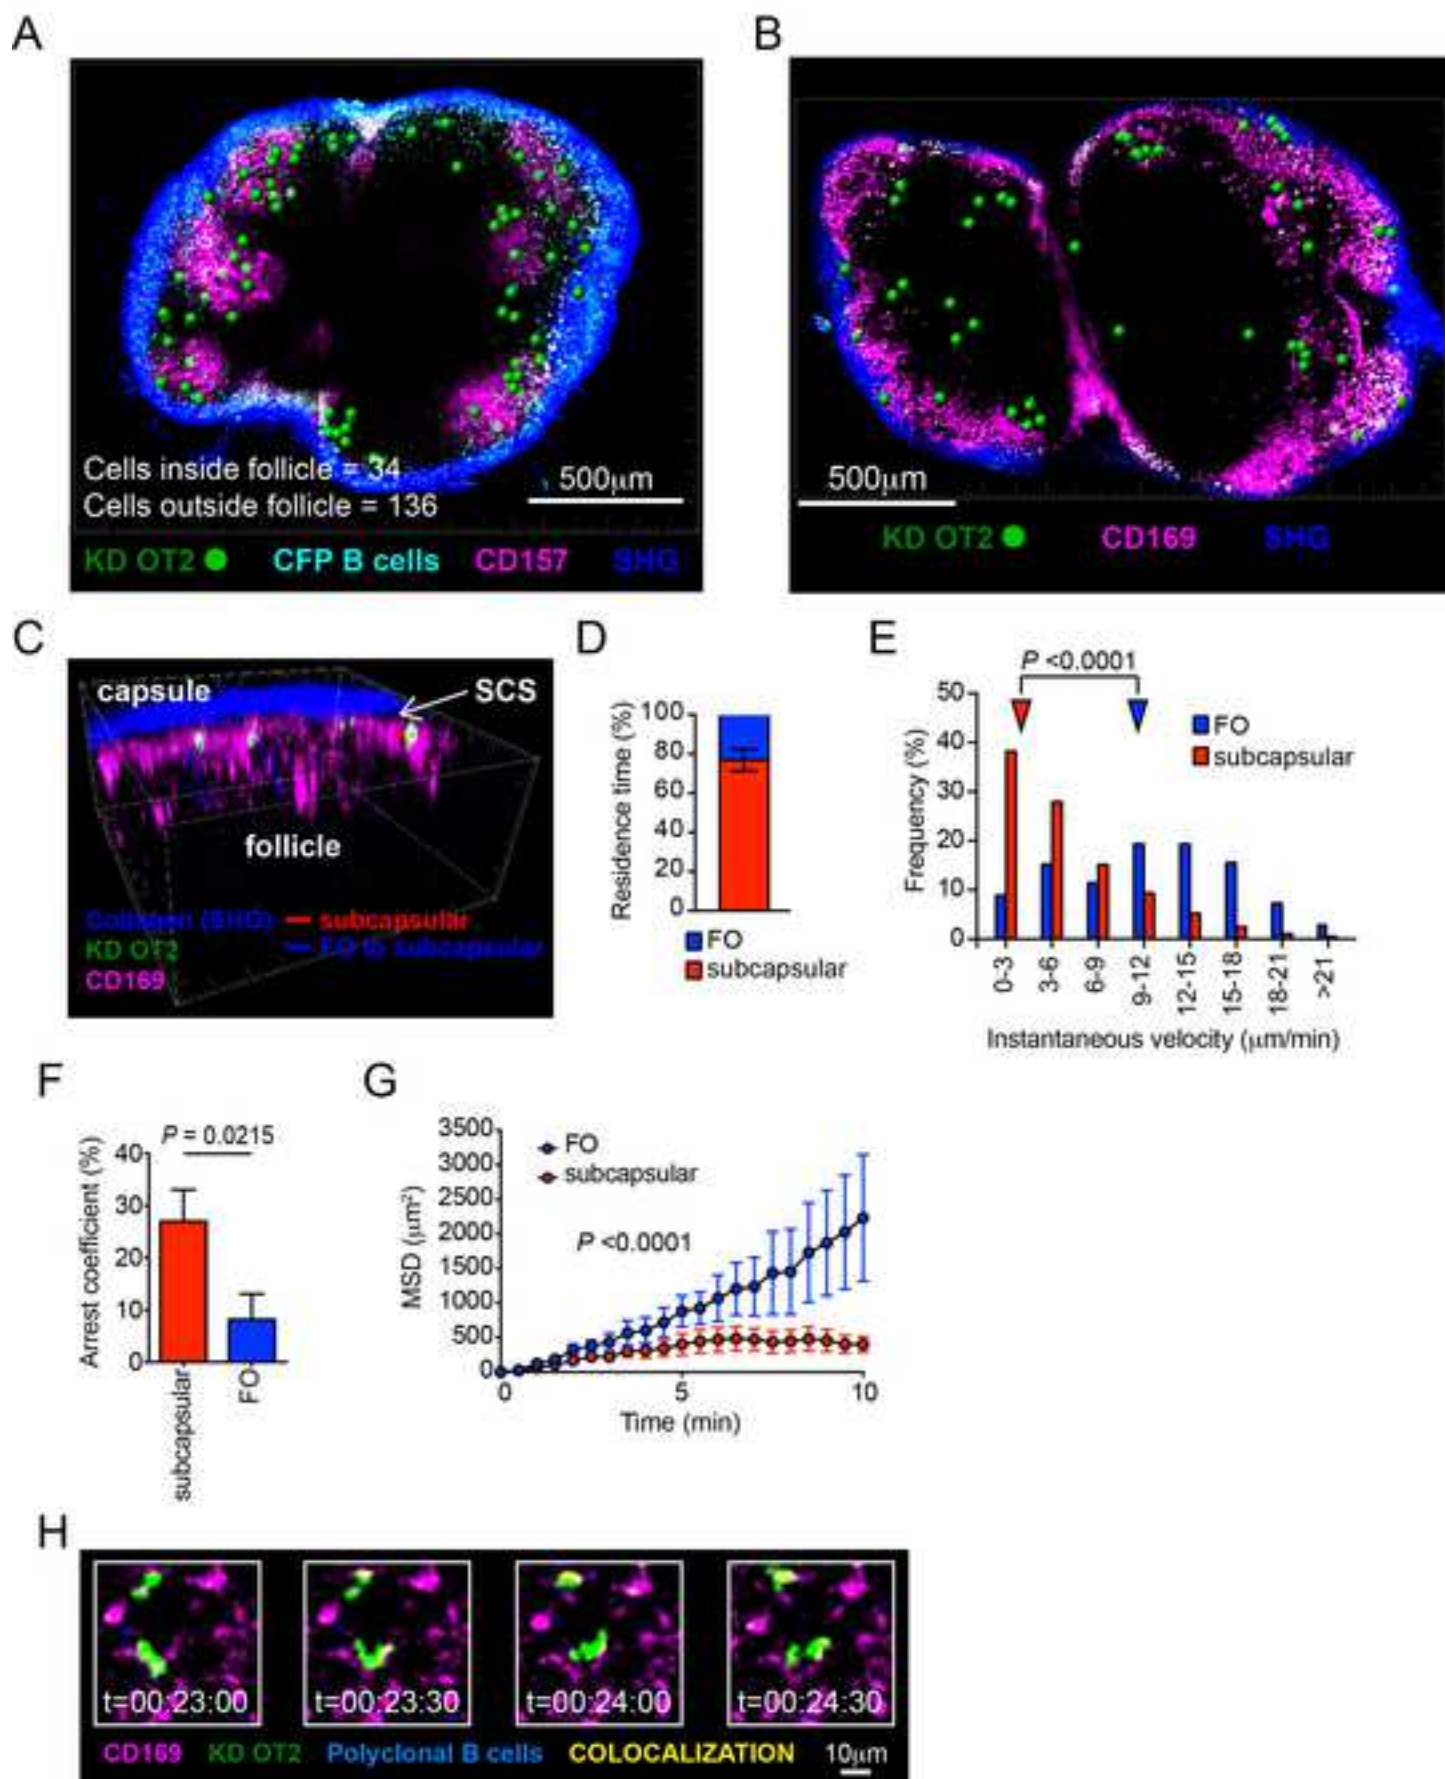 A
B
Cells inside follicle = 34
Cells outside follicle = 136
500μm
KD OT2
CFP B cells
CD157
SHG
500μm
KD OT2
CD169
SHG
C
capsule
SCS
follicle
Collagen (SHG)
subcapsular
KD OT2
FO to subcapsular
CD169
D
Residence time (%)
100
80
60
40
20
0
FO
subcapsular
E
P <0.0001
Frequency (%)
50
40
30
20
10
0
FO
subcapsular
0-3
3-6
6-9
9-12
12-15
15-18
18-21
>21
Instantaneous velocity (μm/min)
F
P = 0.0215
Arrest coefficient (%)
40
30
20
10
0
subcapsular
FO
G
MSD (μm²)
3500
3000
2500
2000
1500
1000
500
0
FO
subcapsular
P <0.0001
0
5
10
Time (min)
H
t=00:23:00
t=00:23:30
t=00:24:00
t=00:24:30
CD169 KD OT2 Polyclonal B cells COLOCALIZATION 10μm